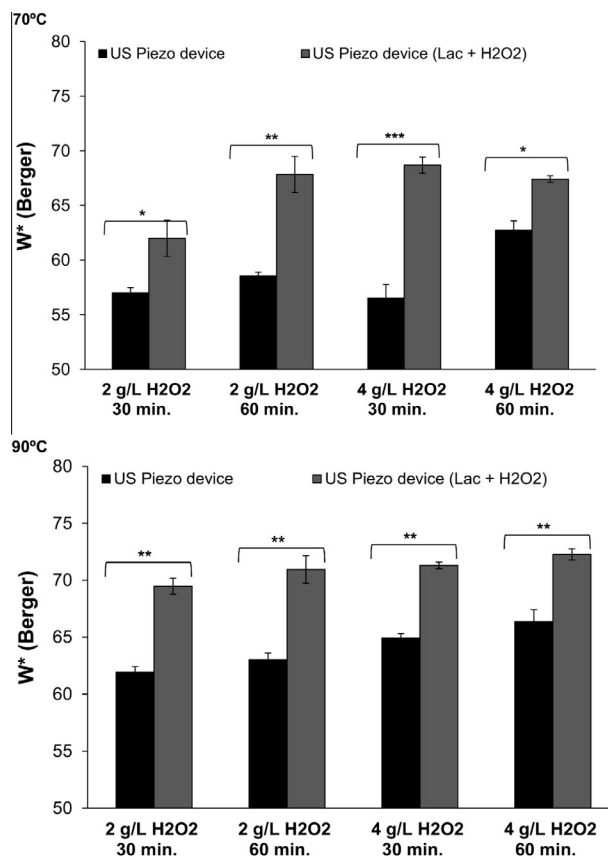 70ºC
US Piezo device
US Piezo device (Lac + H2O2)
80
75
70
65
60
55
50
W* (Berger)
*
**
***
*
2 g/L H2O2
30 min.
2 g/L H2O2
60 min.
4 g/L H2O2
30 min.
4 g/L H2O2
60 min.
90ºC
US Piezo device
US Piezo device (Lac + H2O2)
80
75
70
65
60
55
50
W* (Berger)
**
**
**
**
2 g/L H2O2
30 min.
2 g/L H2O2
60 min.
4 g/L H2O2
30 min.
4 g/L H2O2
60 min.